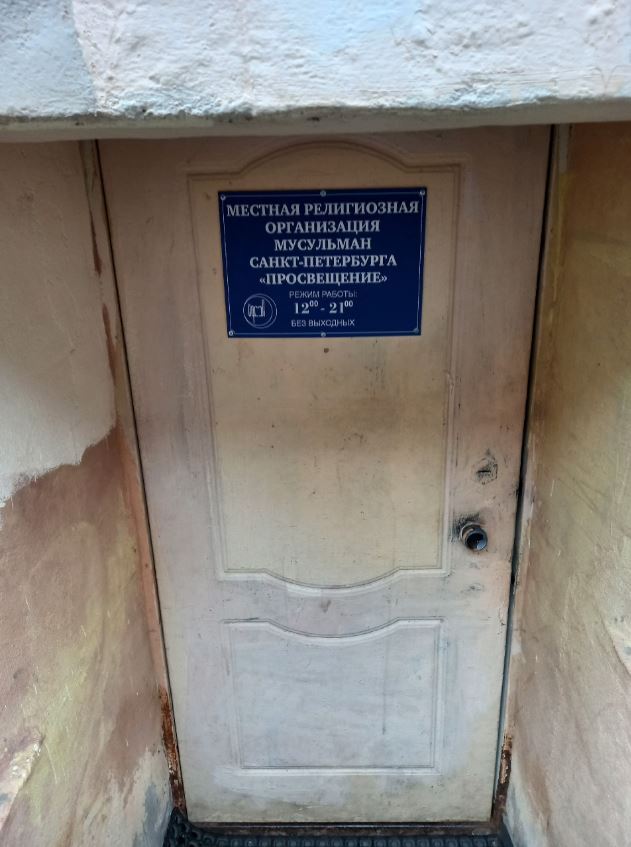 МЕСТНАЯ РЕЛИГИОЗНАЯ
ОРГАНИЗАЦИЯ
МУСУЛЬМАН
САНКТ-ПЕТЕРБУРГА
«ПРОСВЕЩЕНИЕ»
РЕЖИМ РАБОТЫ:
12⁰⁰ - 21⁰⁰
БЕЗ ВЫХОДНЫХ